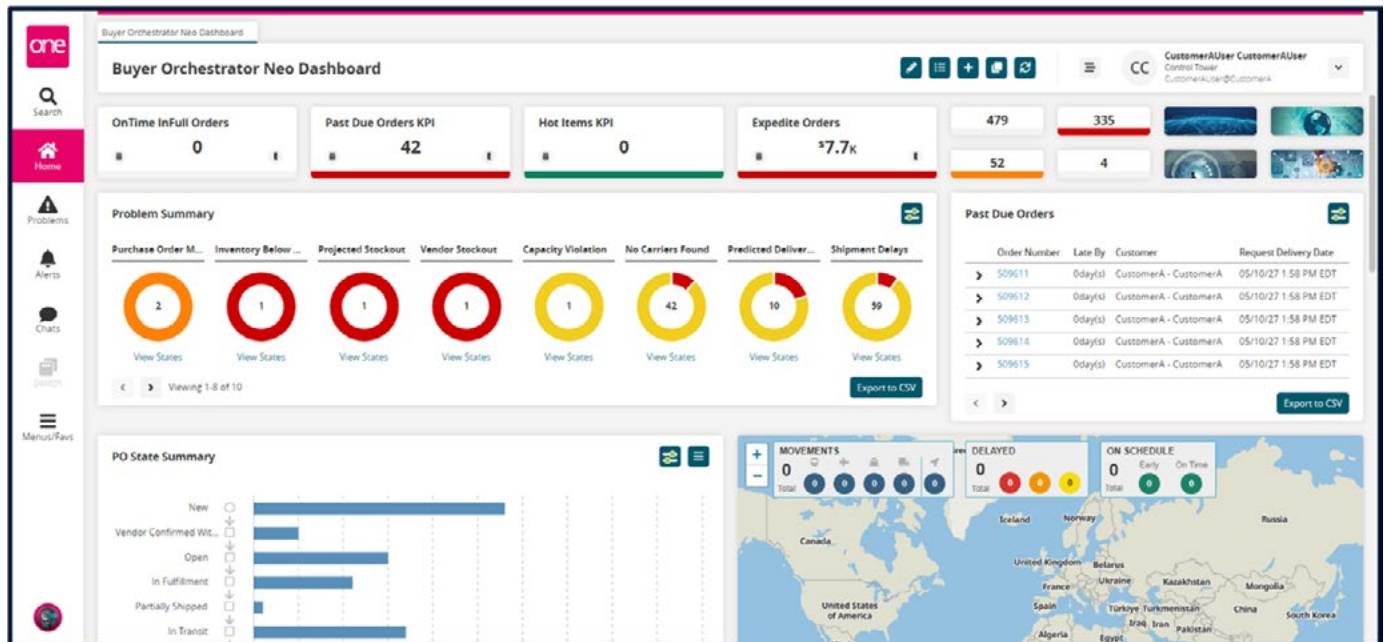 one
Search
Home
Problems
Alerts
Chats
Switch
Menus/Favs
Buyer Orchestrator Neo Dashboard
Buyer Orchestrator Neo Dashboard
CC
CustomerAUser CustomerAUser
Control Tower
CustomerAUser@CustomerA
OnTime InFull Orders
0
Past Due Orders KPI
42
Hot Items KPI
0
Expedite Orders
$7.7K
479
335
52
4
Problem Summary
Purchase Order M...
Inventory Below ...
Projected Stockout
Vendor Stockout
Capacity Violation
No Carriers Found
Predicted Deliver...
Shipment Delays
2
1
1
1
1
42
10
59
View States
View States
View States
View States
View States
View States
View States
View States
Viewing 1-8 of 10
Export to CSV
Past Due Orders
Order Number Late By Customer Request Delivery Date
509611 0day(s) CustomerA - CustomerA 05/10/27 1:58 PM EDT
509612 0day(s) CustomerA - CustomerA 05/10/27 1:58 PM EDT
509613 0day(s) CustomerA - CustomerA 05/10/27 1:58 PM EDT
509614 0day(s) CustomerA - CustomerA 05/10/27 1:58 PM EDT
509615 0day(s) CustomerA - CustomerA 05/10/27 1:58 PM EDT
Export to CSV
PO State Summary
New
Vendor Confirmed Wit...
Open
In Fulfillment
Partially Shipped
In Transit
+
−
MOVEMENTS
0
Total
0 0 0 0 0
DELAYED
0
Total
0 0 0
ON SCHEDULE
0
Total
Early On Time
0 0
Iceland
Norway
Russia
Canada
United Kingdom
Belarus
France
Ukraine
Kazakhstan
Mongolia
United States
of America
Spain
Türkiye
Turkmenistan
China
South Korea
Iraq
Iran
Pakistan
Algeria
Egypt